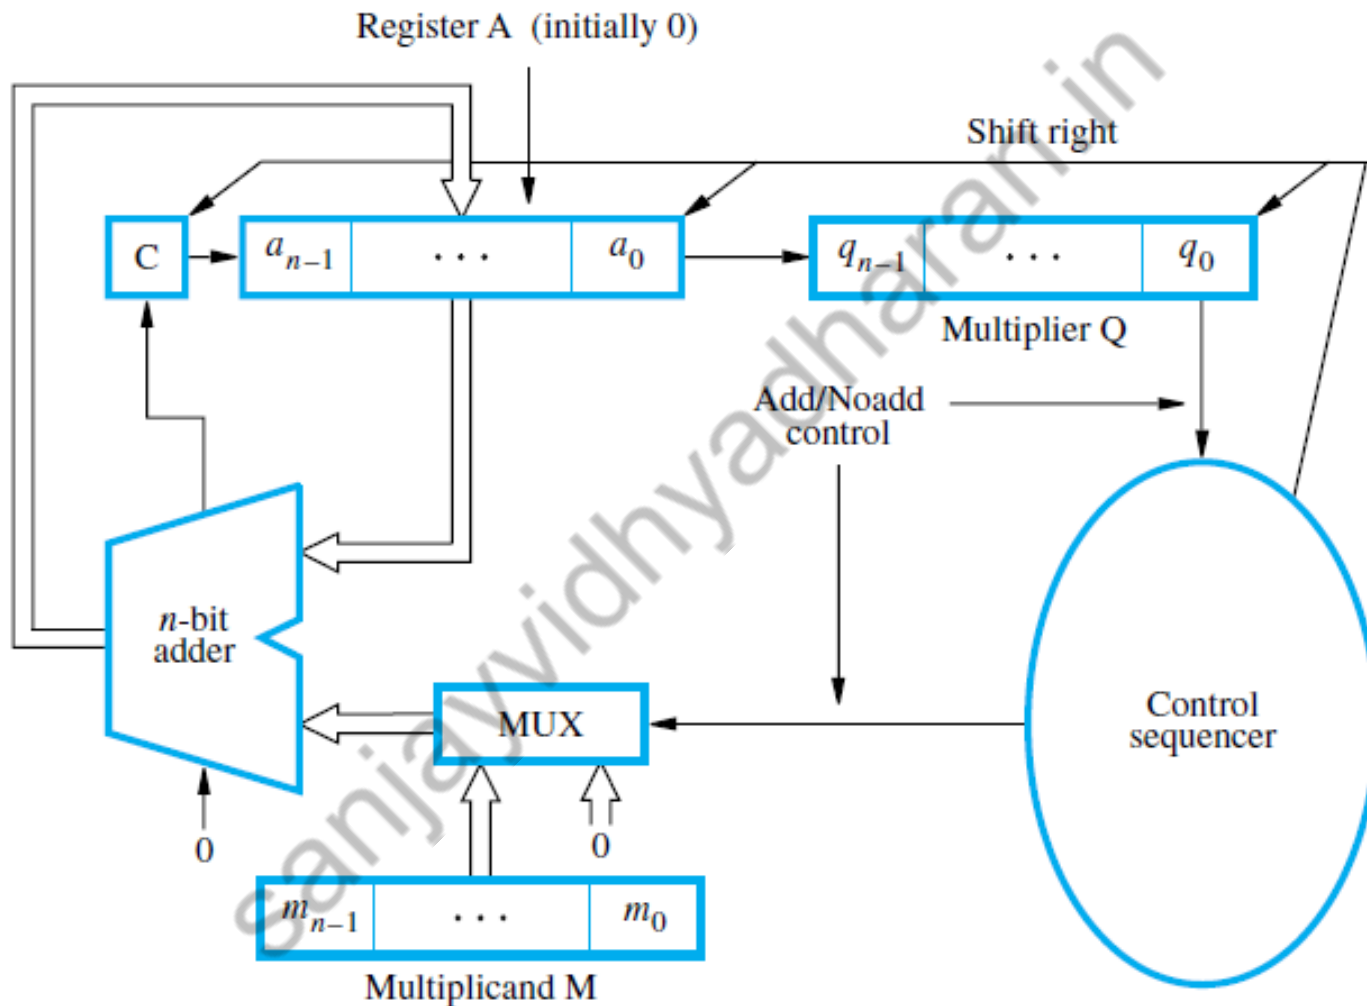 Register A (initially 0)
Shift right
C
a_{n−1} · · · a_0
q_{n−1} · · · q_0
Multiplier Q
Add/Noadd
control
n-bit
adder
MUX
Control
sequencer
0
0
m_{n−1} · · · m_0
Multiplicand M
sanjayvidhyadharan.in